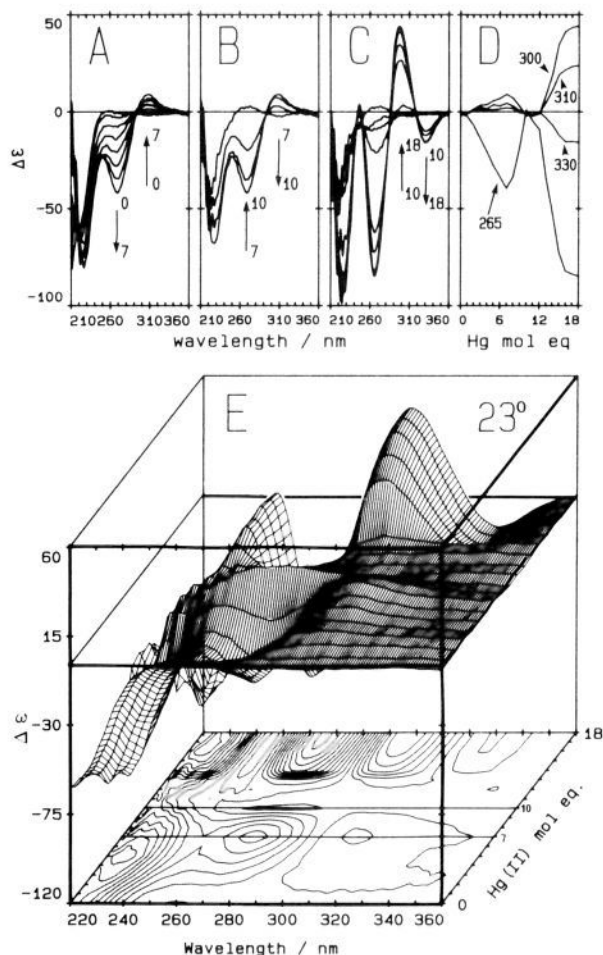 50
0
-50
-100
Δε
A
B
C
D
7
0
0
7
7
10
10
7
18
10
10
18
300
310
330
265
210 260 310 360
210 260 310 360
210 260 310 360
0 6 12 18
wavelength / nm
Hg mol eq
E
23°
60
15
-30
-75
-120
Δε
18
10
7
0
Hg(II) mol eq.
220 240 260 280 300 320 340 360
Wavelength / nm